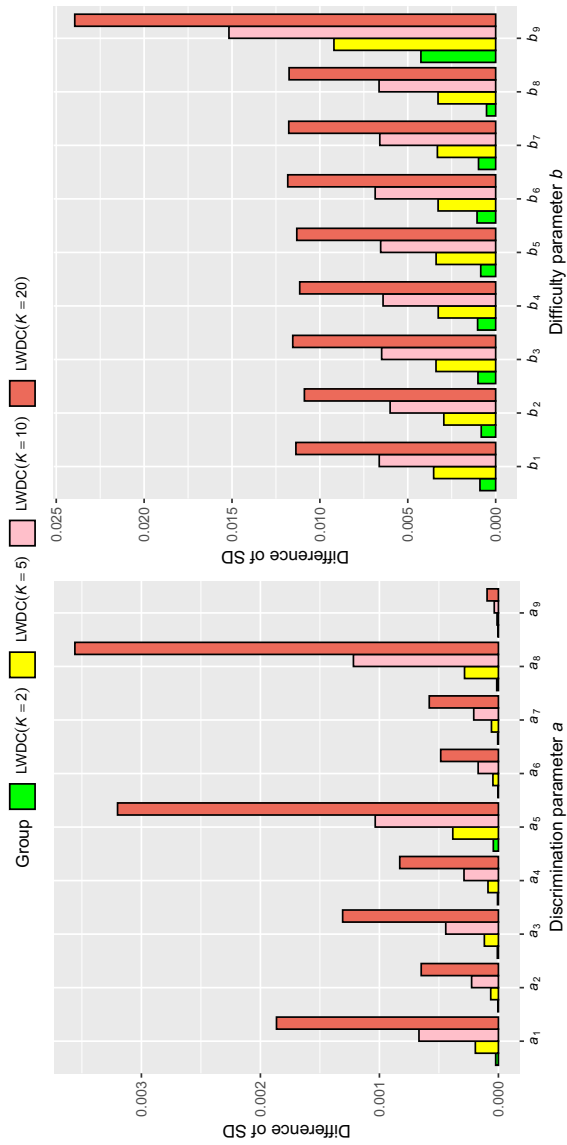 Group LWDC(K = 2) LWDC(K = 5) LWDC(K = 10) LWDC(K = 20)
Difference of SD
0.003
0.002
0.001
0.000
a1 a2 a3 a4 a5 a6 a7 a8 a9
Discrimination parameter a
Difference of SD
0.025
0.020
0.015
0.010
0.005
0.000
b1 b2 b3 b4 b5 b6 b7 b8 b9
Difficulty parameter b